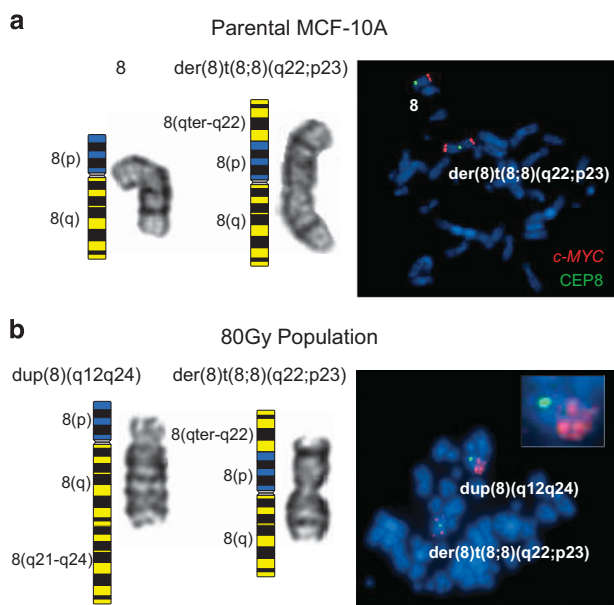 a
Parental MCF-10A
8
der(8)t(8;8)(q22;p23)
8(p)
8(q)
8(qter-q22)
8(p)
8(q)
8
der(8)t(8;8)(q22;p23)
c-MYC
CEP8
b
80Gy Population
dup(8)(q12q24)
der(8)t(8;8)(q22;p23)
8(p)
8(q)
8(q21-q24)
8(qter-q22)
8(p)
8(q)
dup(8)(q12q24)
der(8)t(8;8)(q22;p23)